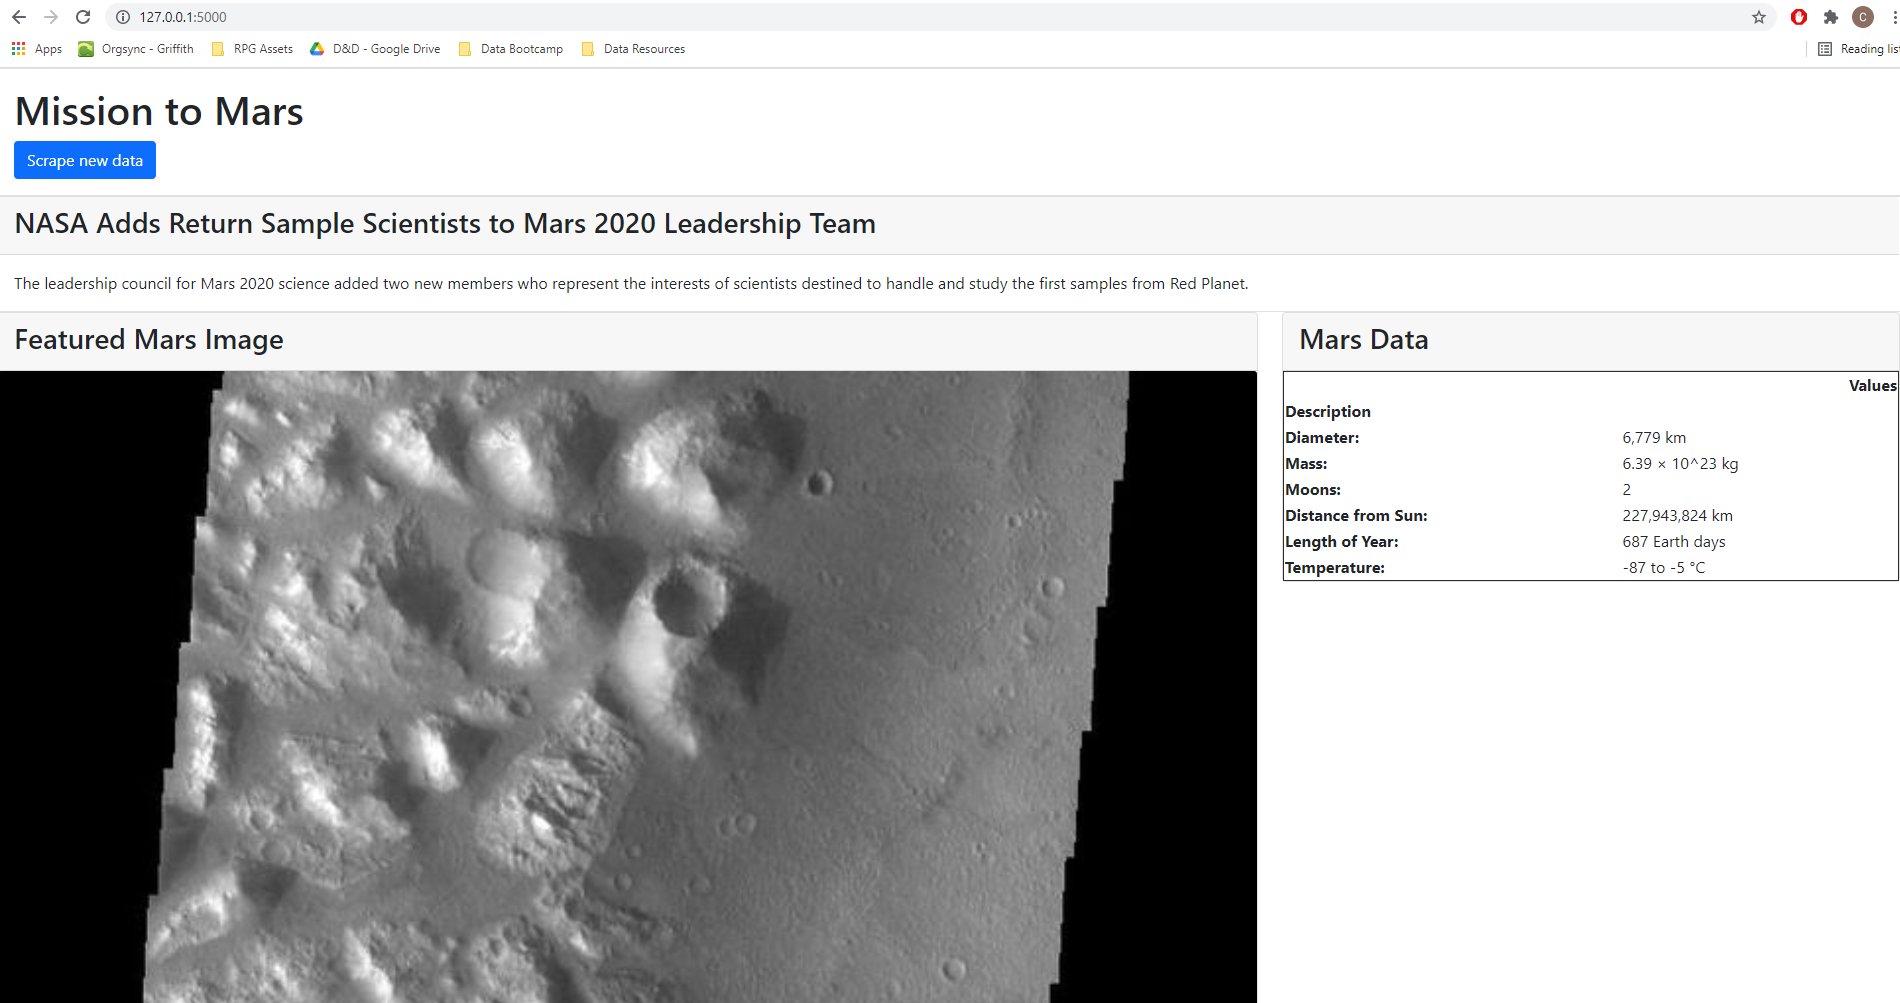 127.0.0.1:5000
C
Apps
Orgsync - Griffith
RPG Assets
D&D - Google Drive
Data Bootcamp
Data Resources
Reading lis
Mission to Mars
Scrape new data
NASA Adds Return Sample Scientists to Mars 2020 Leadership Team
The leadership council for Mars 2020 science added two new members who represent the interests of scientists destined to handle and study the first samples from Red Planet.
Featured Mars Image
Mars Data
Values
Description
Diameter: 6,779 km
Mass: 6.39 × 10^23 kg
Moons: 2
Distance from Sun: 227,943,824 km
Length of Year: 687 Earth days
Temperature: -87 to -5 °C